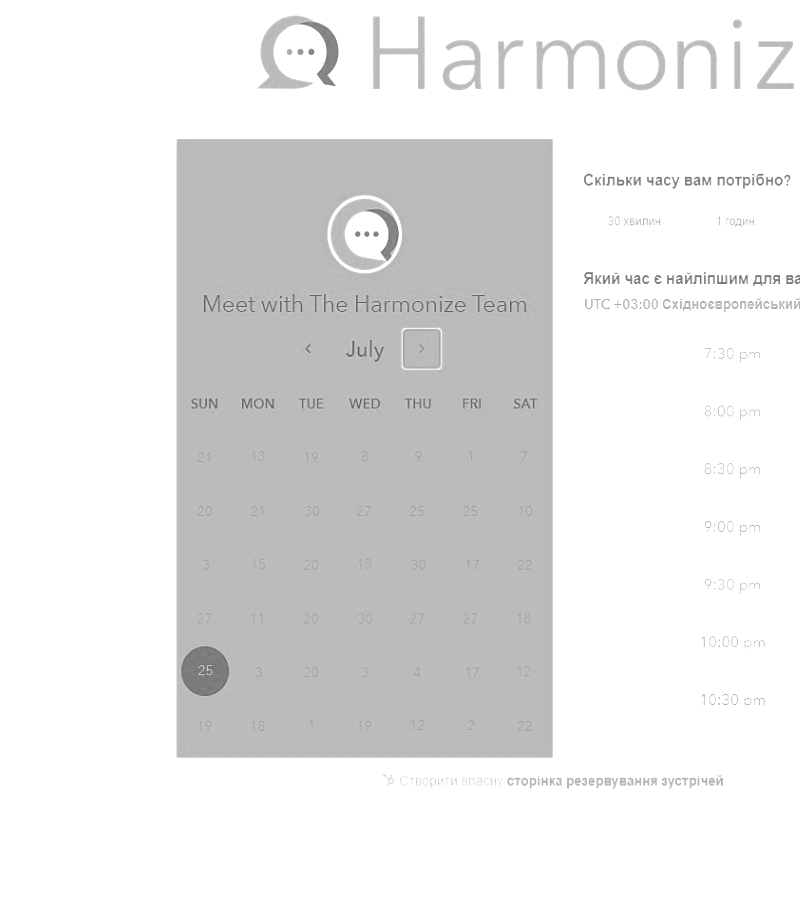 Harmoniz
Meet with The Harmonize Team
July
SUN MON TUE WED THU FRI SAT
21 13 19 8 9 1 7
20 21 30 27 25 25 10
3 15 20 13 30 17 22
27 11 20 30 27 27 18
25 3 20 3 4 17 12
19 18 1 19 12 2 22
Скільки часу вам потрібно?
30 хвилин 1 годин
Який час є найліпшим для ва
UTC +03:00 Східноєвропейський
7:30 pm
8:00 pm
8:30 pm
9:00 pm
9:30 pm
10:00 pm
10:30 pm
Створити власну сторінка резервування зустрічей